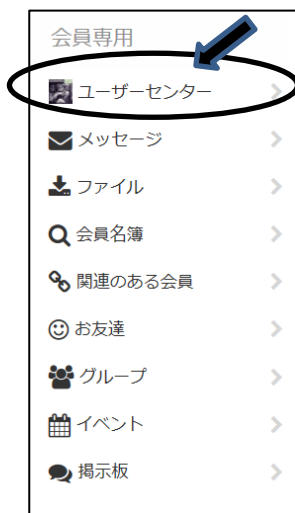 会員専用
ユーザーセンター
メッセージ
ファイル
会員名簿
関連のある会員
お友達
グループ
イベント
掲示板